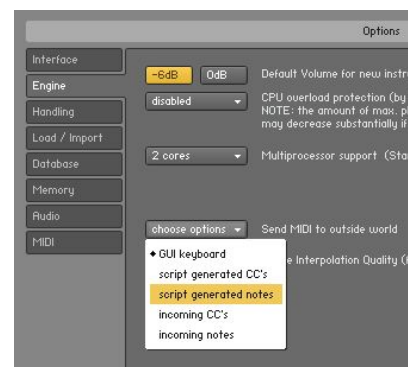 Options
Interface
Engine
Handling
Load / Import
Database
Memory
Audio
MIDI
-6dB 0dB Default Volume for new
disabled CPU overload protection (by
NOTE: the amount of max.
may decrease substantially if
2 cores Multiprocessor support
choose options Send MIDI to outside world
GUI keyboard
script generated CC's
script generated notes
incoming CC's
incoming notes
Interpolation Quality